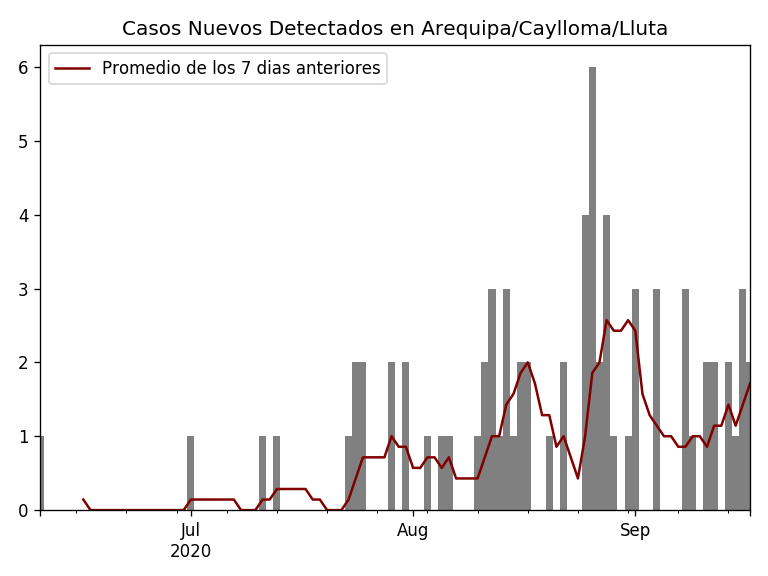 Casos Nuevos Detectados en Arequipa/Caylloma/Lluta
Promedio de los 7 dias anteriores
6
5
4
3
2
1
0
Jul
2020
Aug
Sep